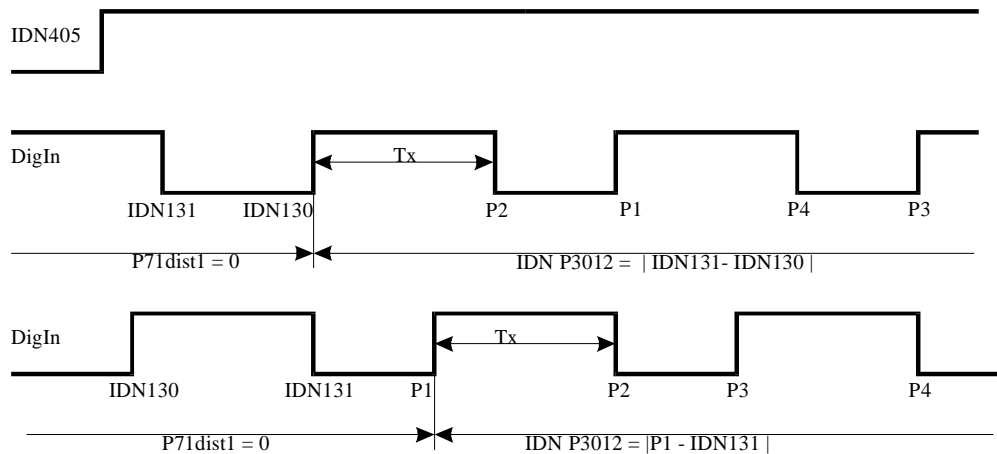 IDN405
DigIn
Tx
IDN131 IDN130 P2 P1 P4 P3
P71dist1 = 0 IDN P3012 = | IDN131- IDN130 |
DigIn
Tx
IDN130 IDN131 P1 P2 P3 P4
P71dist1 = 0 IDN P3012 = |P1 - IDN131 |